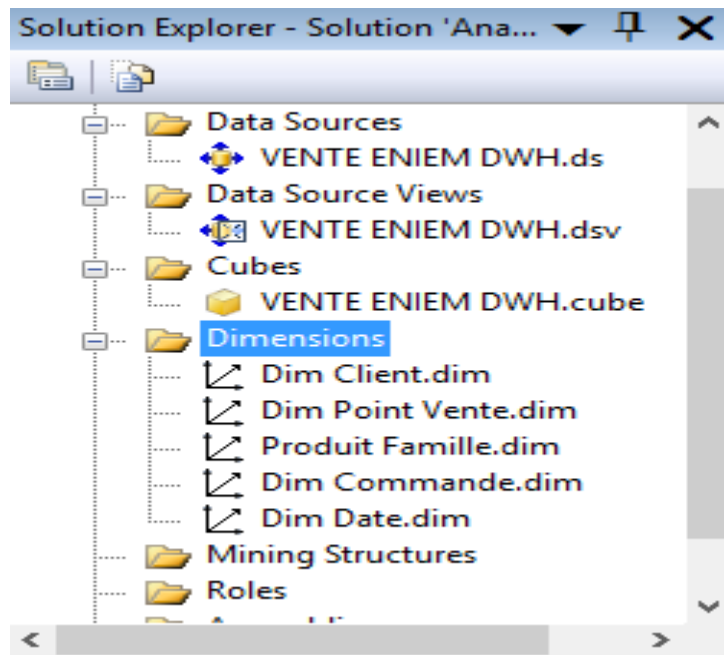 Solution Explorer - Solution 'Ana...
Data Sources
VENTE ENIEM DWH.ds
Data Source Views
VENTE ENIEM DWH.dsv
Cubes
VENTE ENIEM DWH.cube
Dimensions
Dim Client.dim
Dim Point Vente.dim
Produit Famille.dim
Dim Commande.dim
Dim Date.dim
Mining Structures
Roles